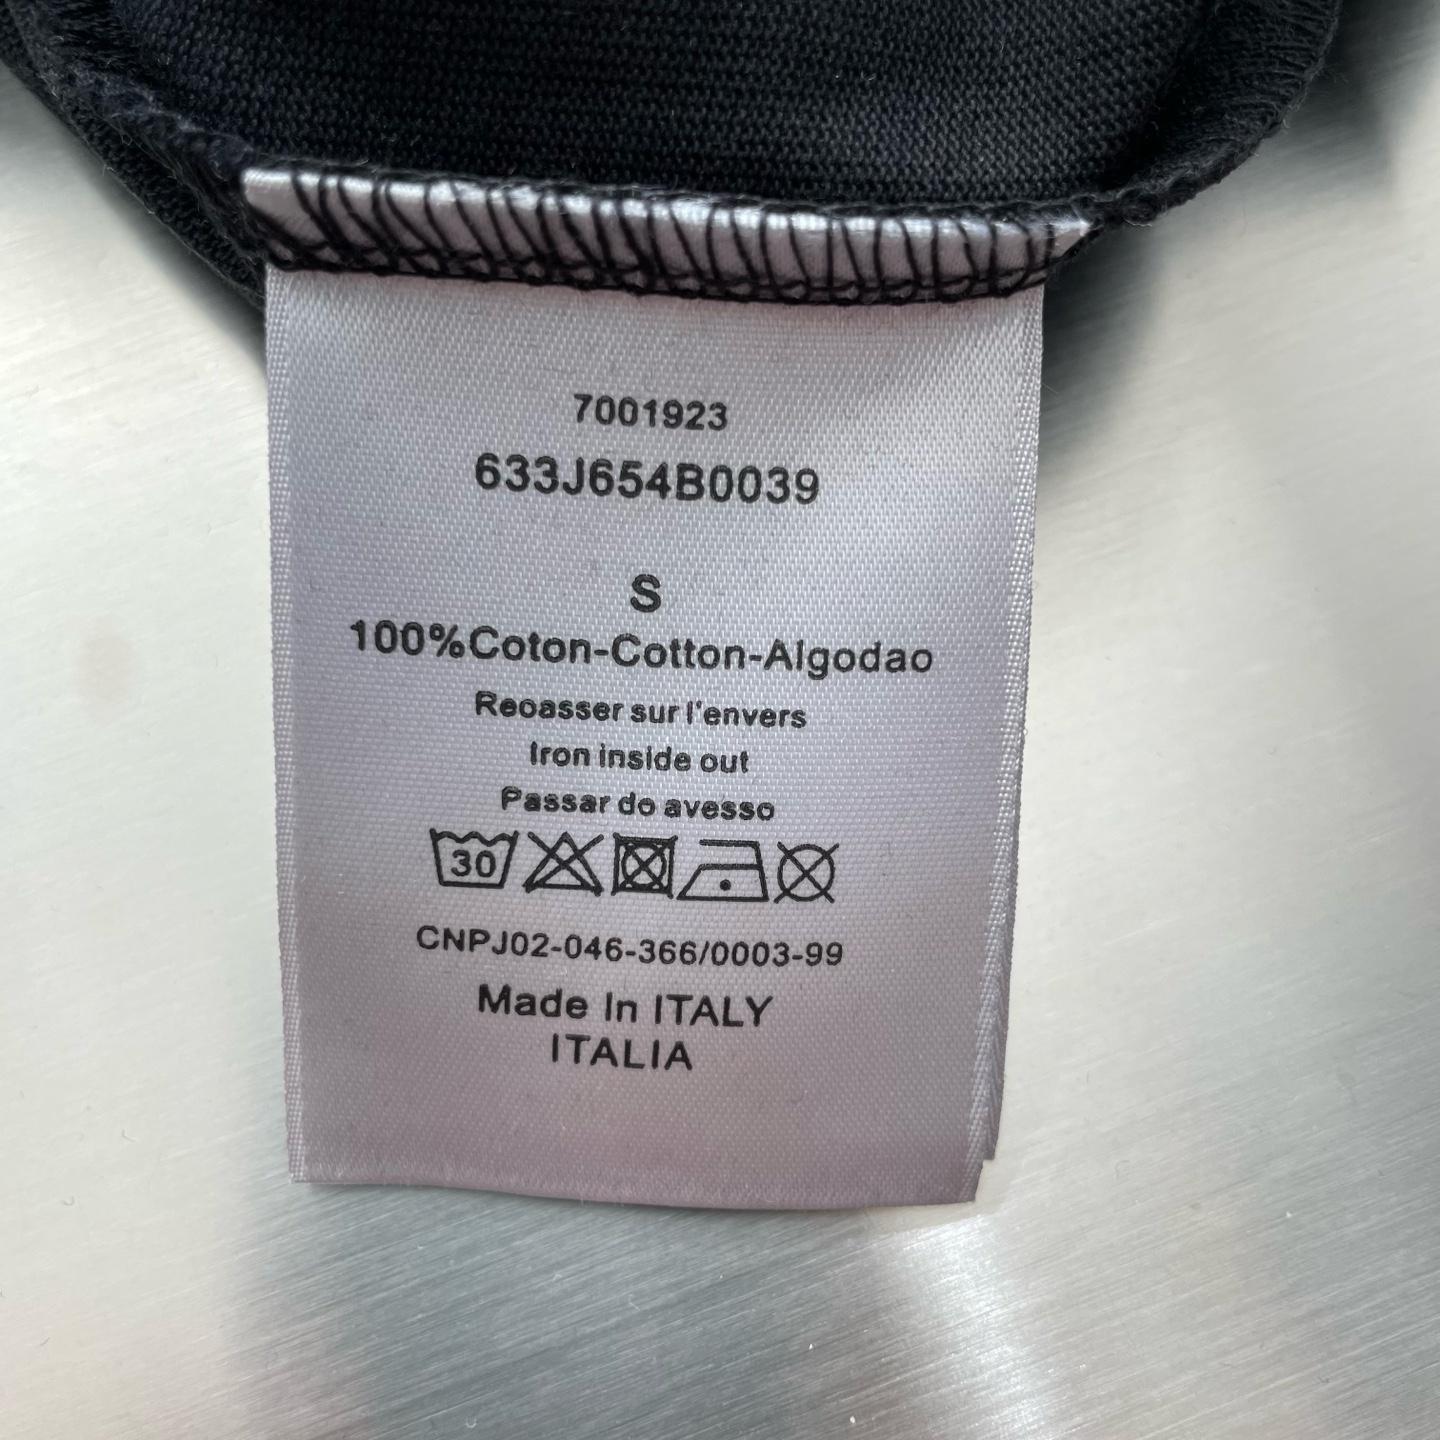 7001923
633J654B0039
S
100%Coton-Cotton-Algodao
Reoasser sur l'envers
Iron inside out
Passar do avesso
30
CNPJ02-046-366/0003-99
Made In ITALY
ITALIA